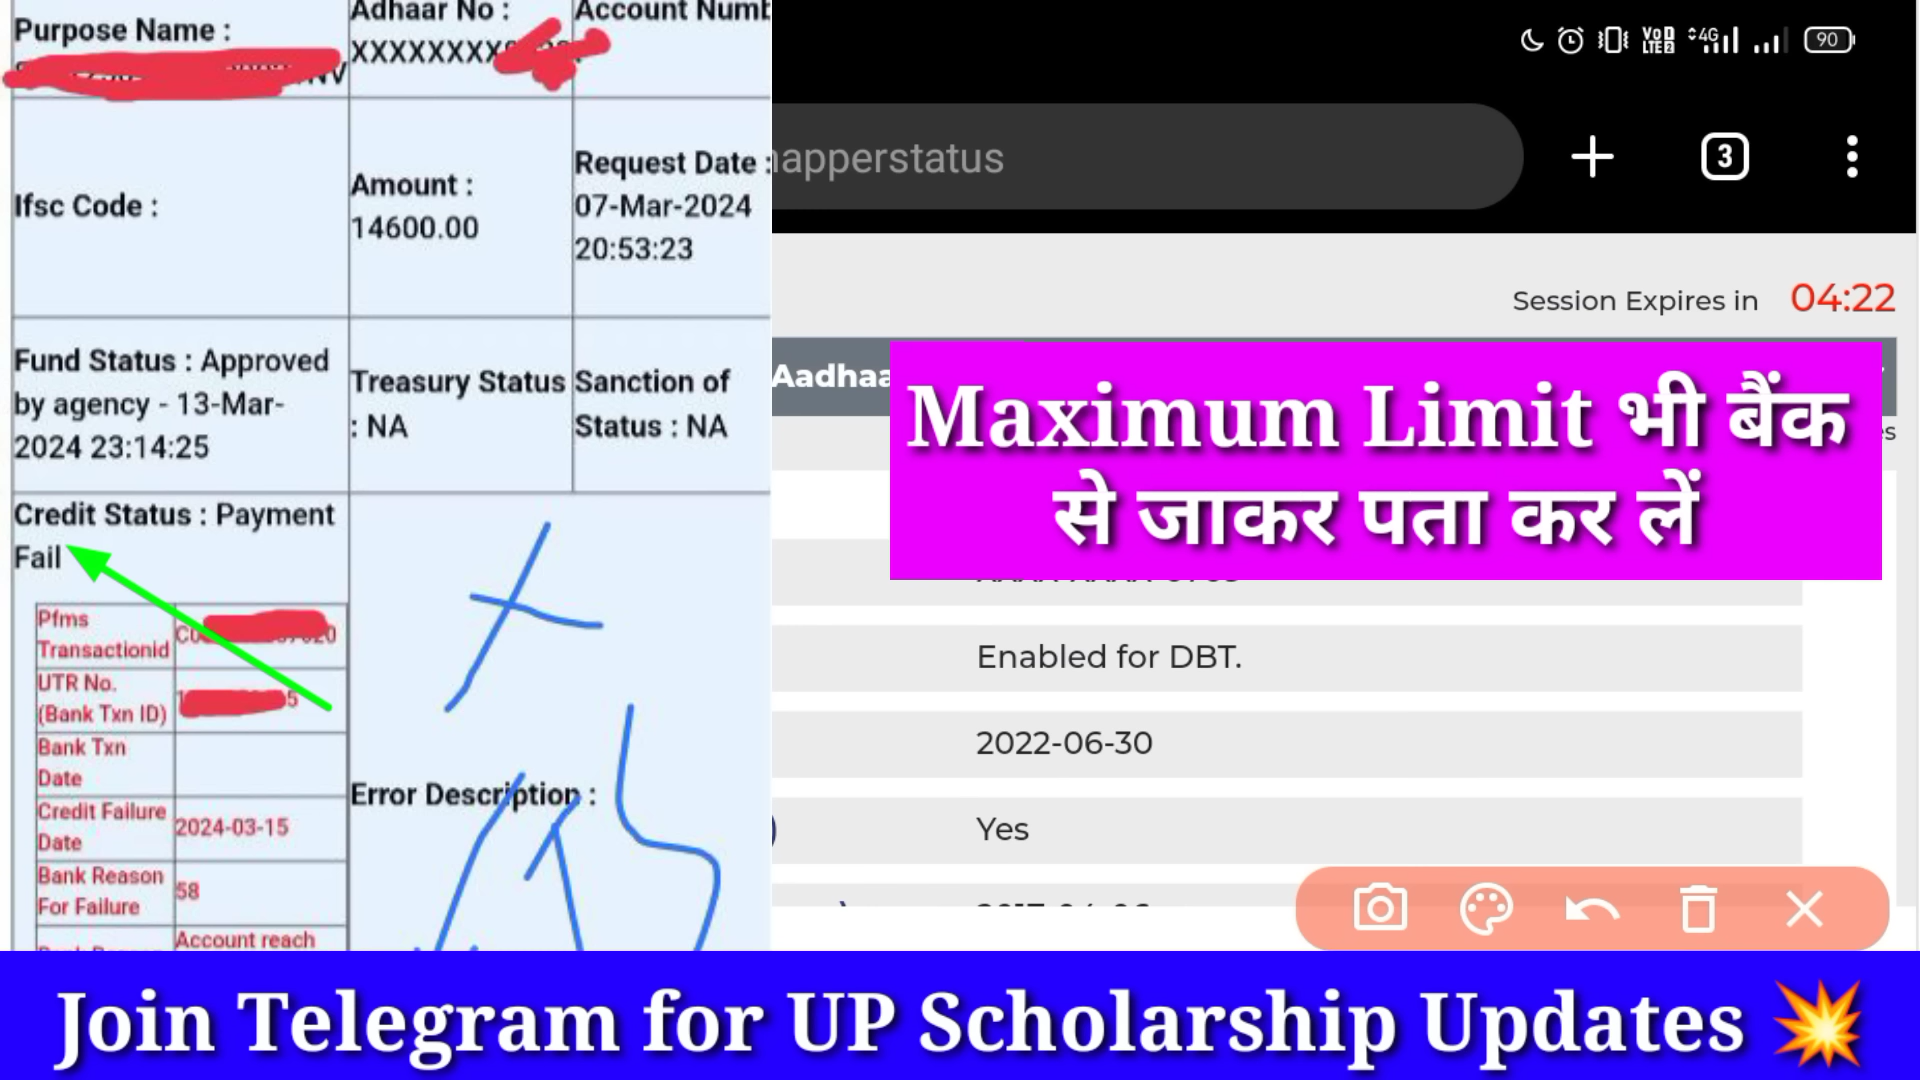 Purpose Name :
Adhaar No :
XXXXXXXX
Account Numb
Ifsc Code :
Amount :
14600.00
Request Date :
07-Mar-2024
20:53:23
Fund Status : Approved
by agency - 13-Mar-
2024 23:14:25
Treasury Status
: NA
Sanction of
Status : NA
Credit Status : Payment
Fail
Pfms
Transactionid
UTR No.
(Bank Txn ID)
Bank Txn
Date
Credit Failure
Date
2024-03-15
Bank Reason
For Failure
58
Account reach
Error Description :
90
napperstatus
3
Session Expires in 04:22
Aadhaa
Maximum Limit भी बैंक
से जाकर पता कर लें
Enabled for DBT.
2022-06-30
Yes
Join Telegram for UP Scholarship Updates 💥